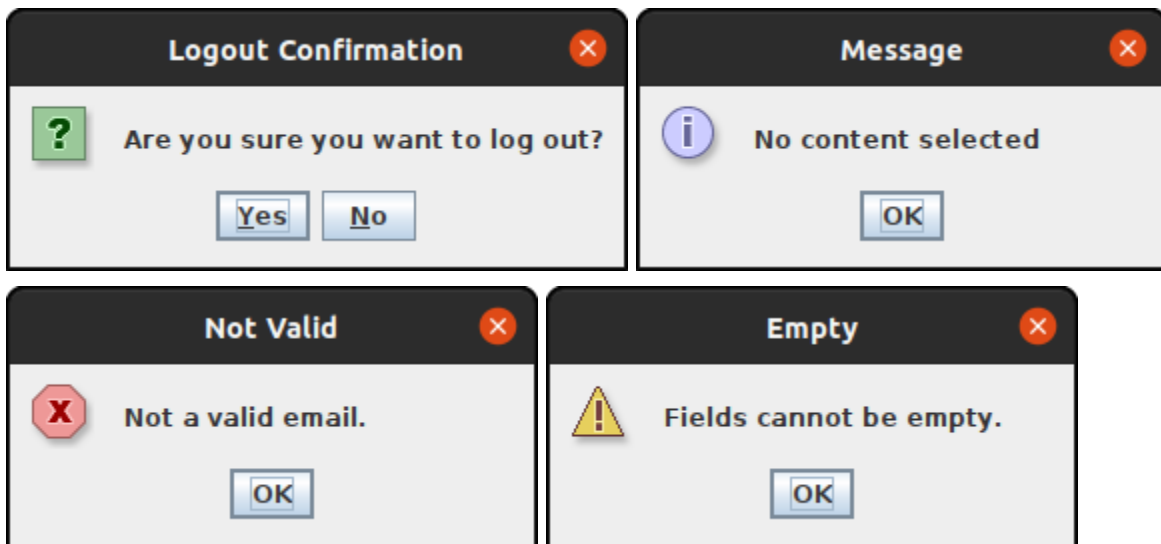 Logout Confirmation
Are you sure you want to log out?
Yes No
Message
No content selected
OK
Not Valid
Not a valid email.
OK
Empty
Fields cannot be empty.
OK